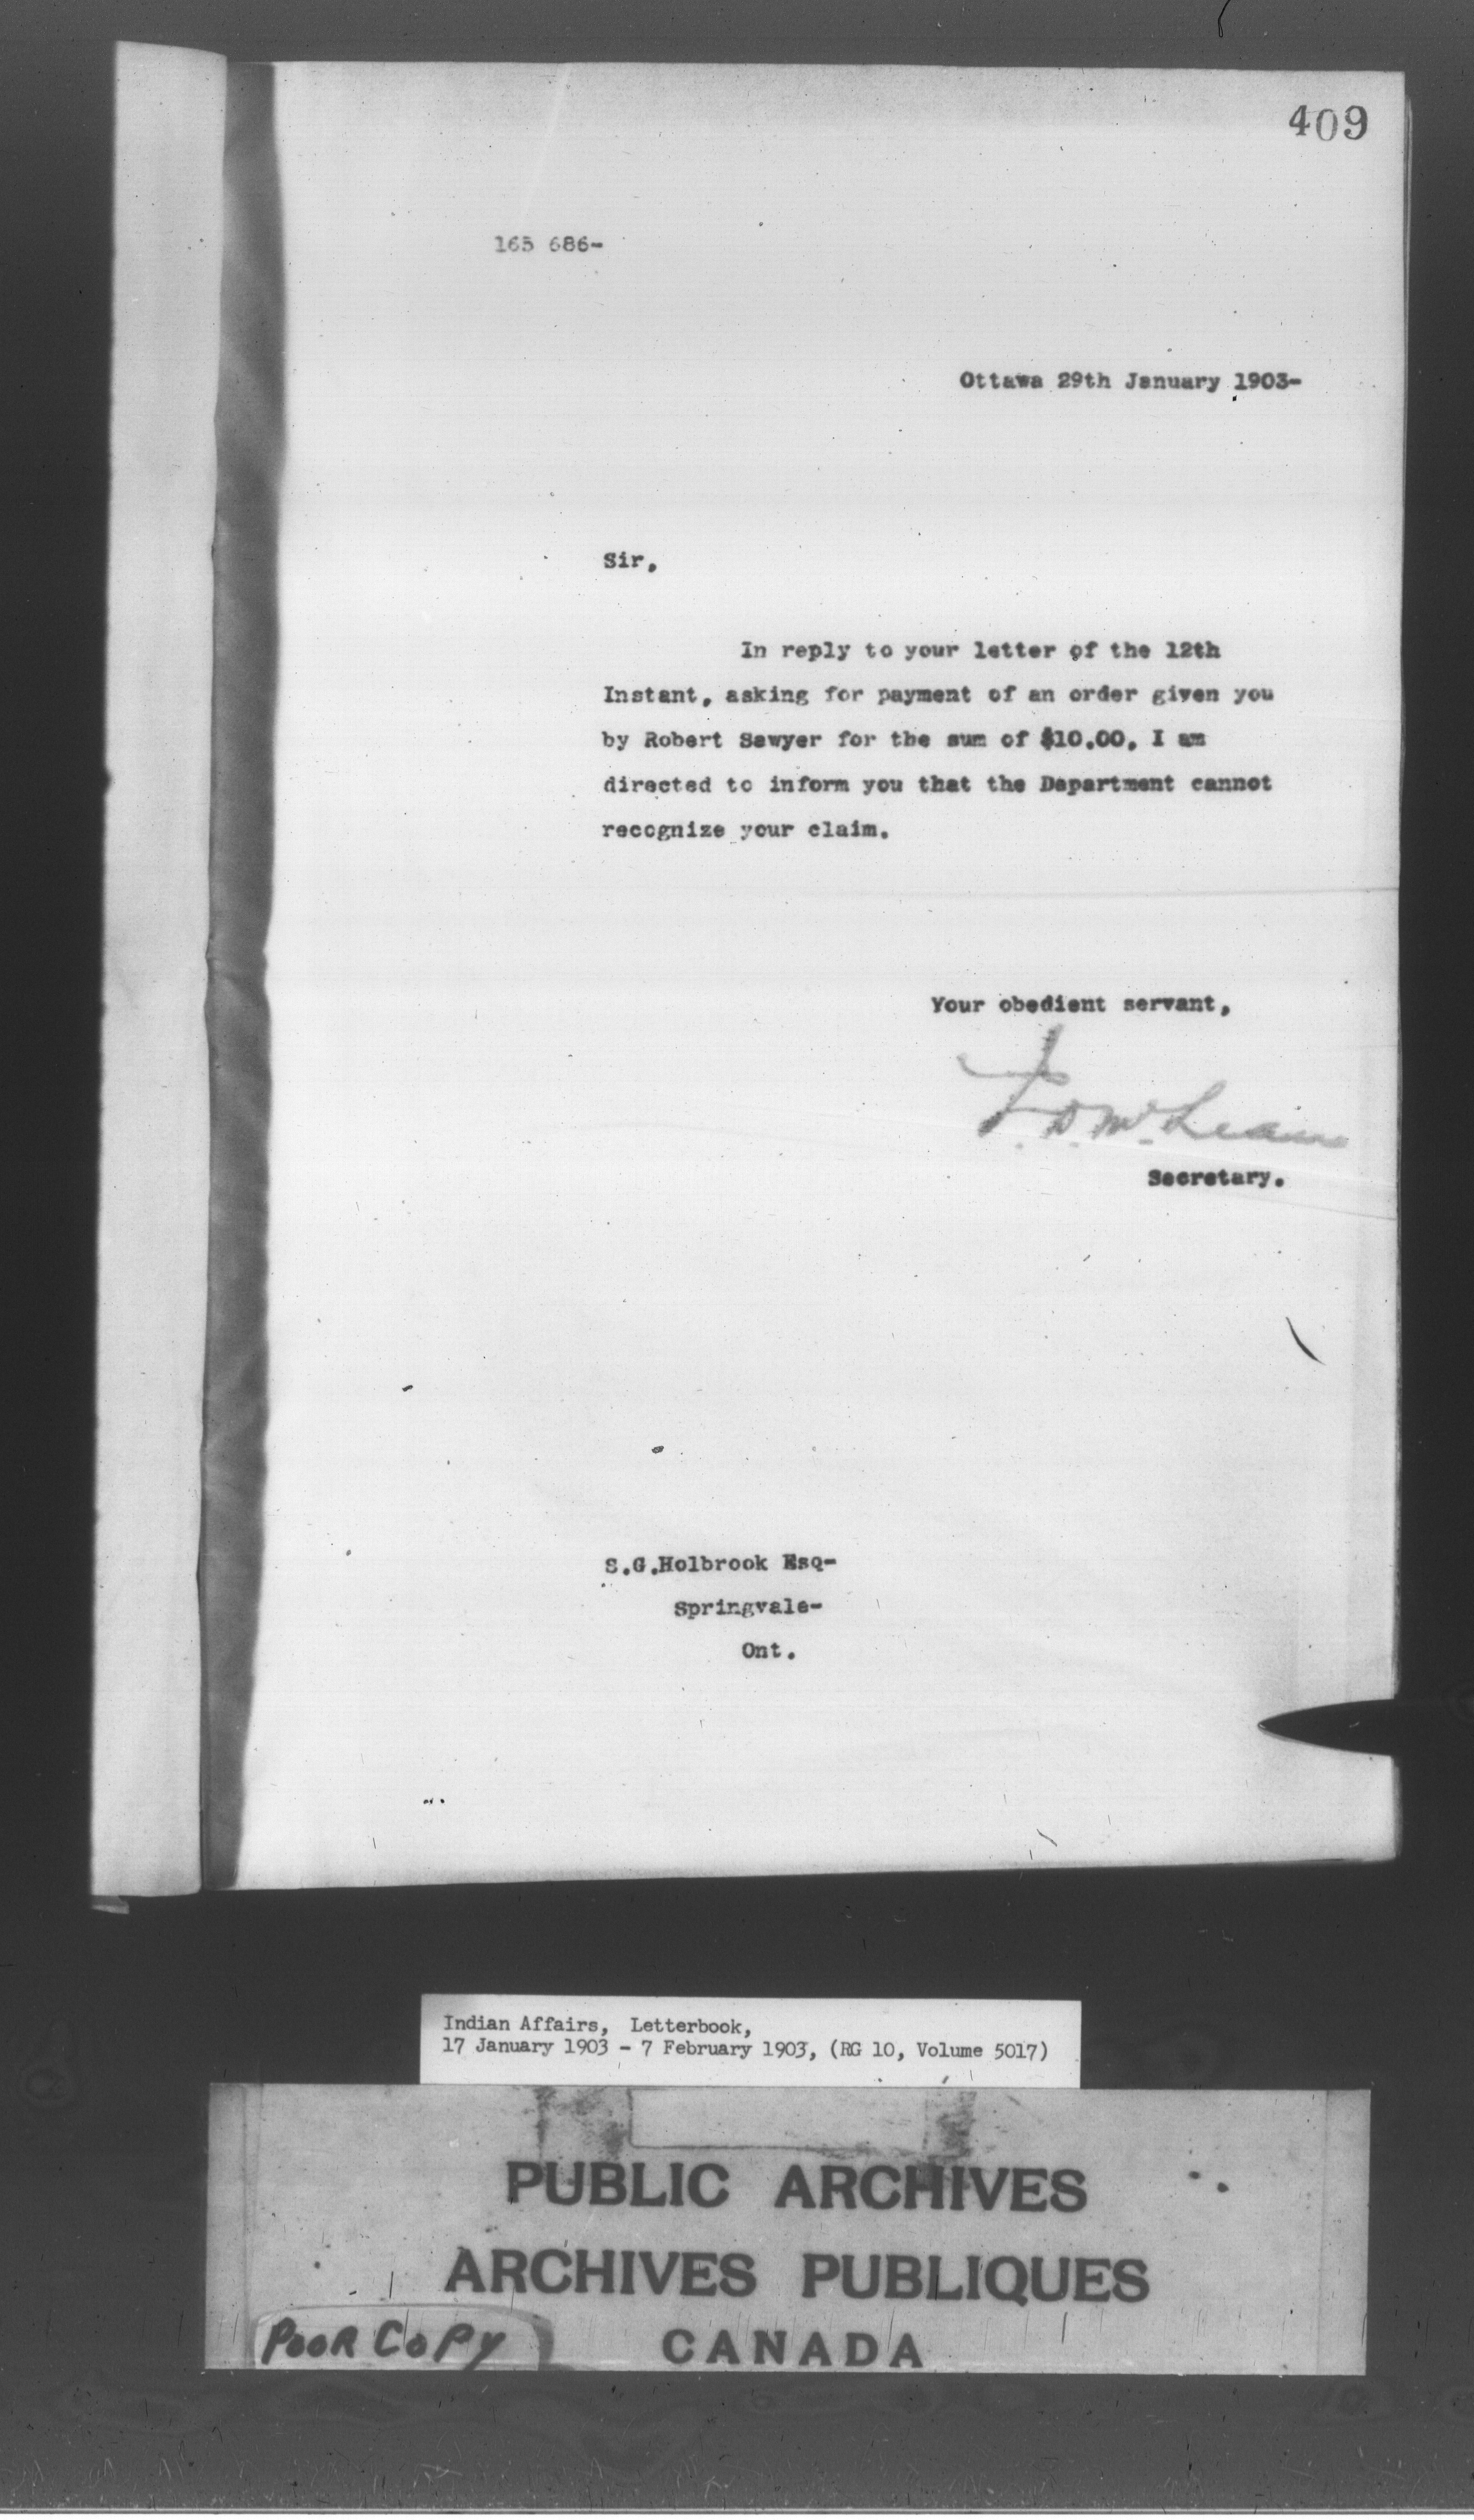 409
165 686-
Ottawa 29th January 1903-
Sir,
In reply to your letter of the 12th
Instant, asking for payment of an order given you
by Robert Sawyer for the sum of $10.00, I am
directed to inform you that the Department cannot
recognize your claim.
Your obedient servant,
J. D. McLean
Secretary.
S.G.Holbrook Esq-
Springvale-
Ont.
Indian Affairs, Letterbook,
17 January 1903 - 7 February 1903, (RG 10, Volume 5017)
PUBLIC ARCHIVES
ARCHIVES PUBLIQUES
CANADA
POOR COPY